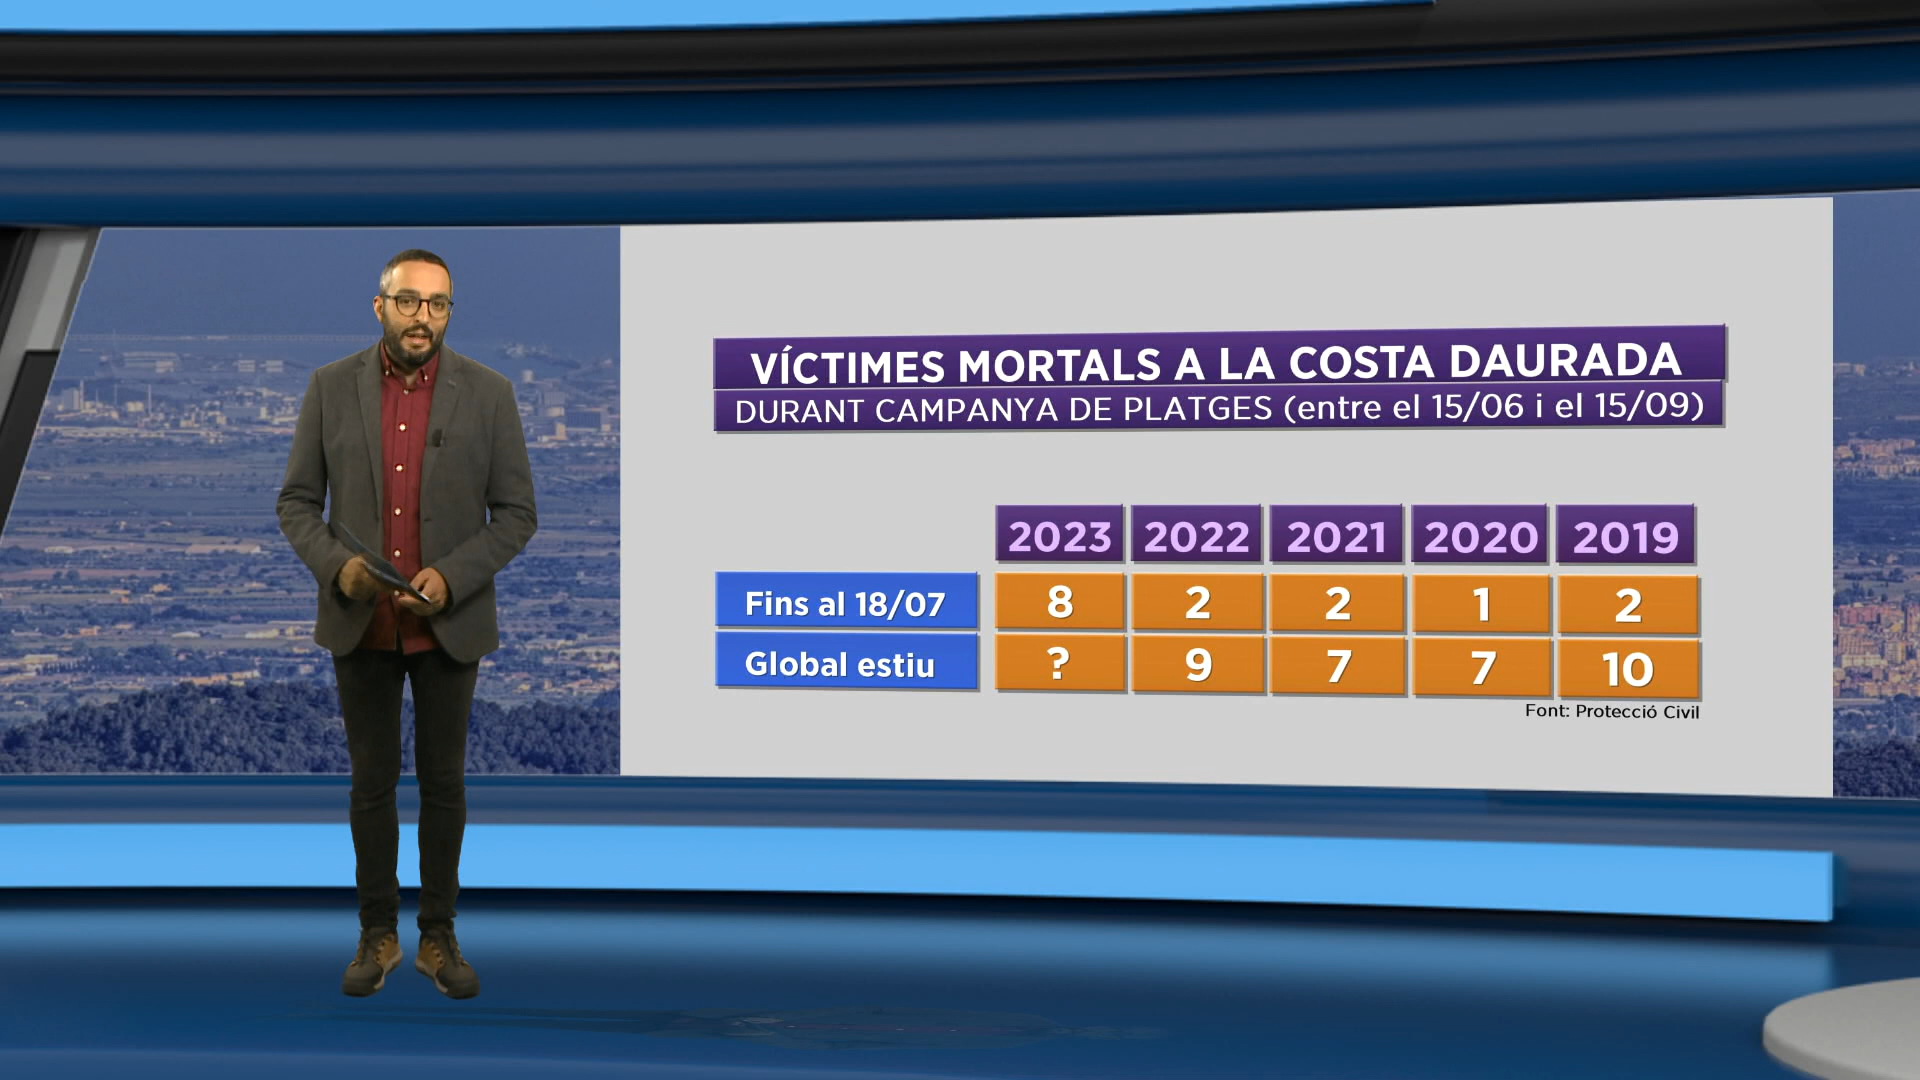 VÍCTIMES MORTALS A LA COSTA DAURADA
DURANT CAMPANYA DE PLATGES (entre el 15/06 i el 15/09)
2023 2022 2021 2020 2019
Fins al 18/07 8 2 2 1 2
Global estiu ? 9 7 7 10
Font: Protecció Civil